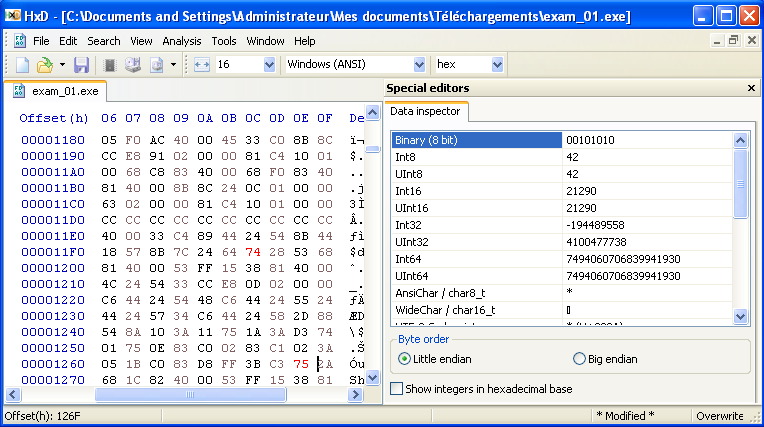 HxD - [C:\Documents and Settings\Administrateur\Mes documents\Téléchargements\exam_01.exe]
File Edit Search View Analysis Tools Window Help
16 Windows (ANSI) hex
exam_01.exe
Offset(h) 06 07 08 09 0A 0B 0C 0D 0E 0F De
00001180 05 F0 AC 40 00 45 33 C0 8B 8C ï¬
00001190 CC E8 91 02 00 00 81 C4 10 01 $.
000011A0 00 68 C8 83 40 00 68 F0 83 40 ..
000011B0 81 40 00 8B 8C 24 0C 01 00 00 .j
000011C0 63 02 00 00 81 C4 10 01 00 00 3Ì
000011D0 CC CC CC CC CC CC CC CC CC CC Â.
000011E0 40 00 33 C4 89 44 24 54 8B 44 ƒì
000011F0 18 57 8B 7C 24 64 74 28 53 68 $d
00001200 81 40 00 53 FF 15 38 81 40 00 ˆ.
00001210 4C 24 54 33 CC E8 0D 02 00 00 _.
00001220 C6 44 24 54 48 C6 44 24 55 24 ƒÄ
00001230 44 24 57 34 C6 44 24 58 2D 88 ÆD
00001240 54 8A 10 3A 11 75 1A 3A D3 74 \$
00001250 01 75 0E 83 C0 02 83 C1 02 3A .Š
00001260 05 1B C0 83 D8 FF 3B C3 75 2A Óu
00001270 68 1C 82 40 00 53 FF 15 38 81 Sh
Special editors
Data inspector
Binary (8 bit) 00101010
Int8 42
UInt8 42
Int16 21290
UInt16 21290
Int32 -194489558
UInt32 4100477738
Int64 7494060706839941930
UInt64 7494060706839941930
AnsiChar / char8_t *
WideChar / char16_t
Byte order
Little endian Big endian
Show integers in hexadecimal base
Offset(h): 126F * Modified * Overwrite